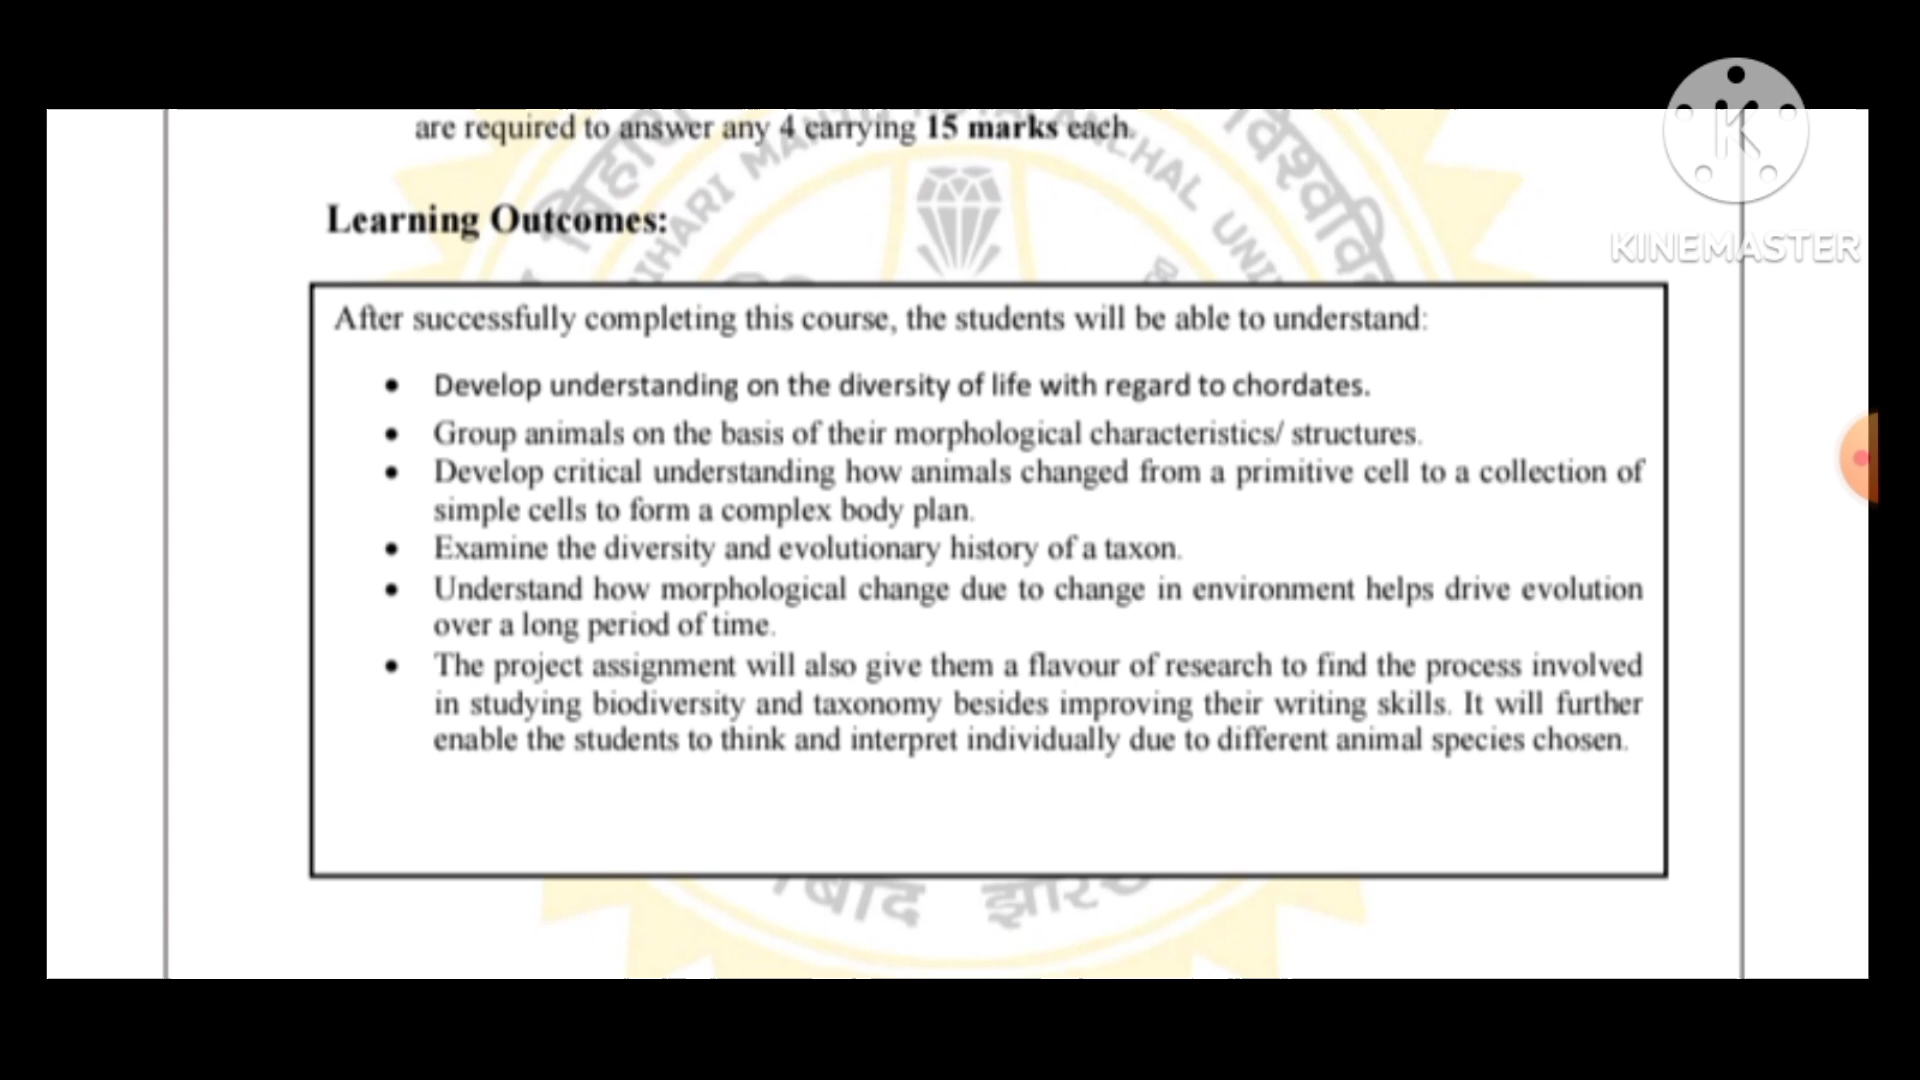 are required to answer any 4 carrying 15 marks each.
KINEMASTER
Learning Outcomes:
After successfully completing this course, the students will be able to understand:
• Develop understanding on the diversity of life with regard to chordates.
• Group animals on the basis of their morphological characteristics/ structures.
• Develop critical understanding how animals changed from a primitive cell to a collection of
simple cells to form a complex body plan.
• Examine the diversity and evolutionary history of a taxon.
• Understand how morphological change due to change in environment helps drive evolution
over a long period of time.
• The project assignment will also give them a flavour of research to find the process involved
in studying biodiversity and taxonomy besides improving their writing skills. It will further
enable the students to think and interpret individually due to different animal species chosen.